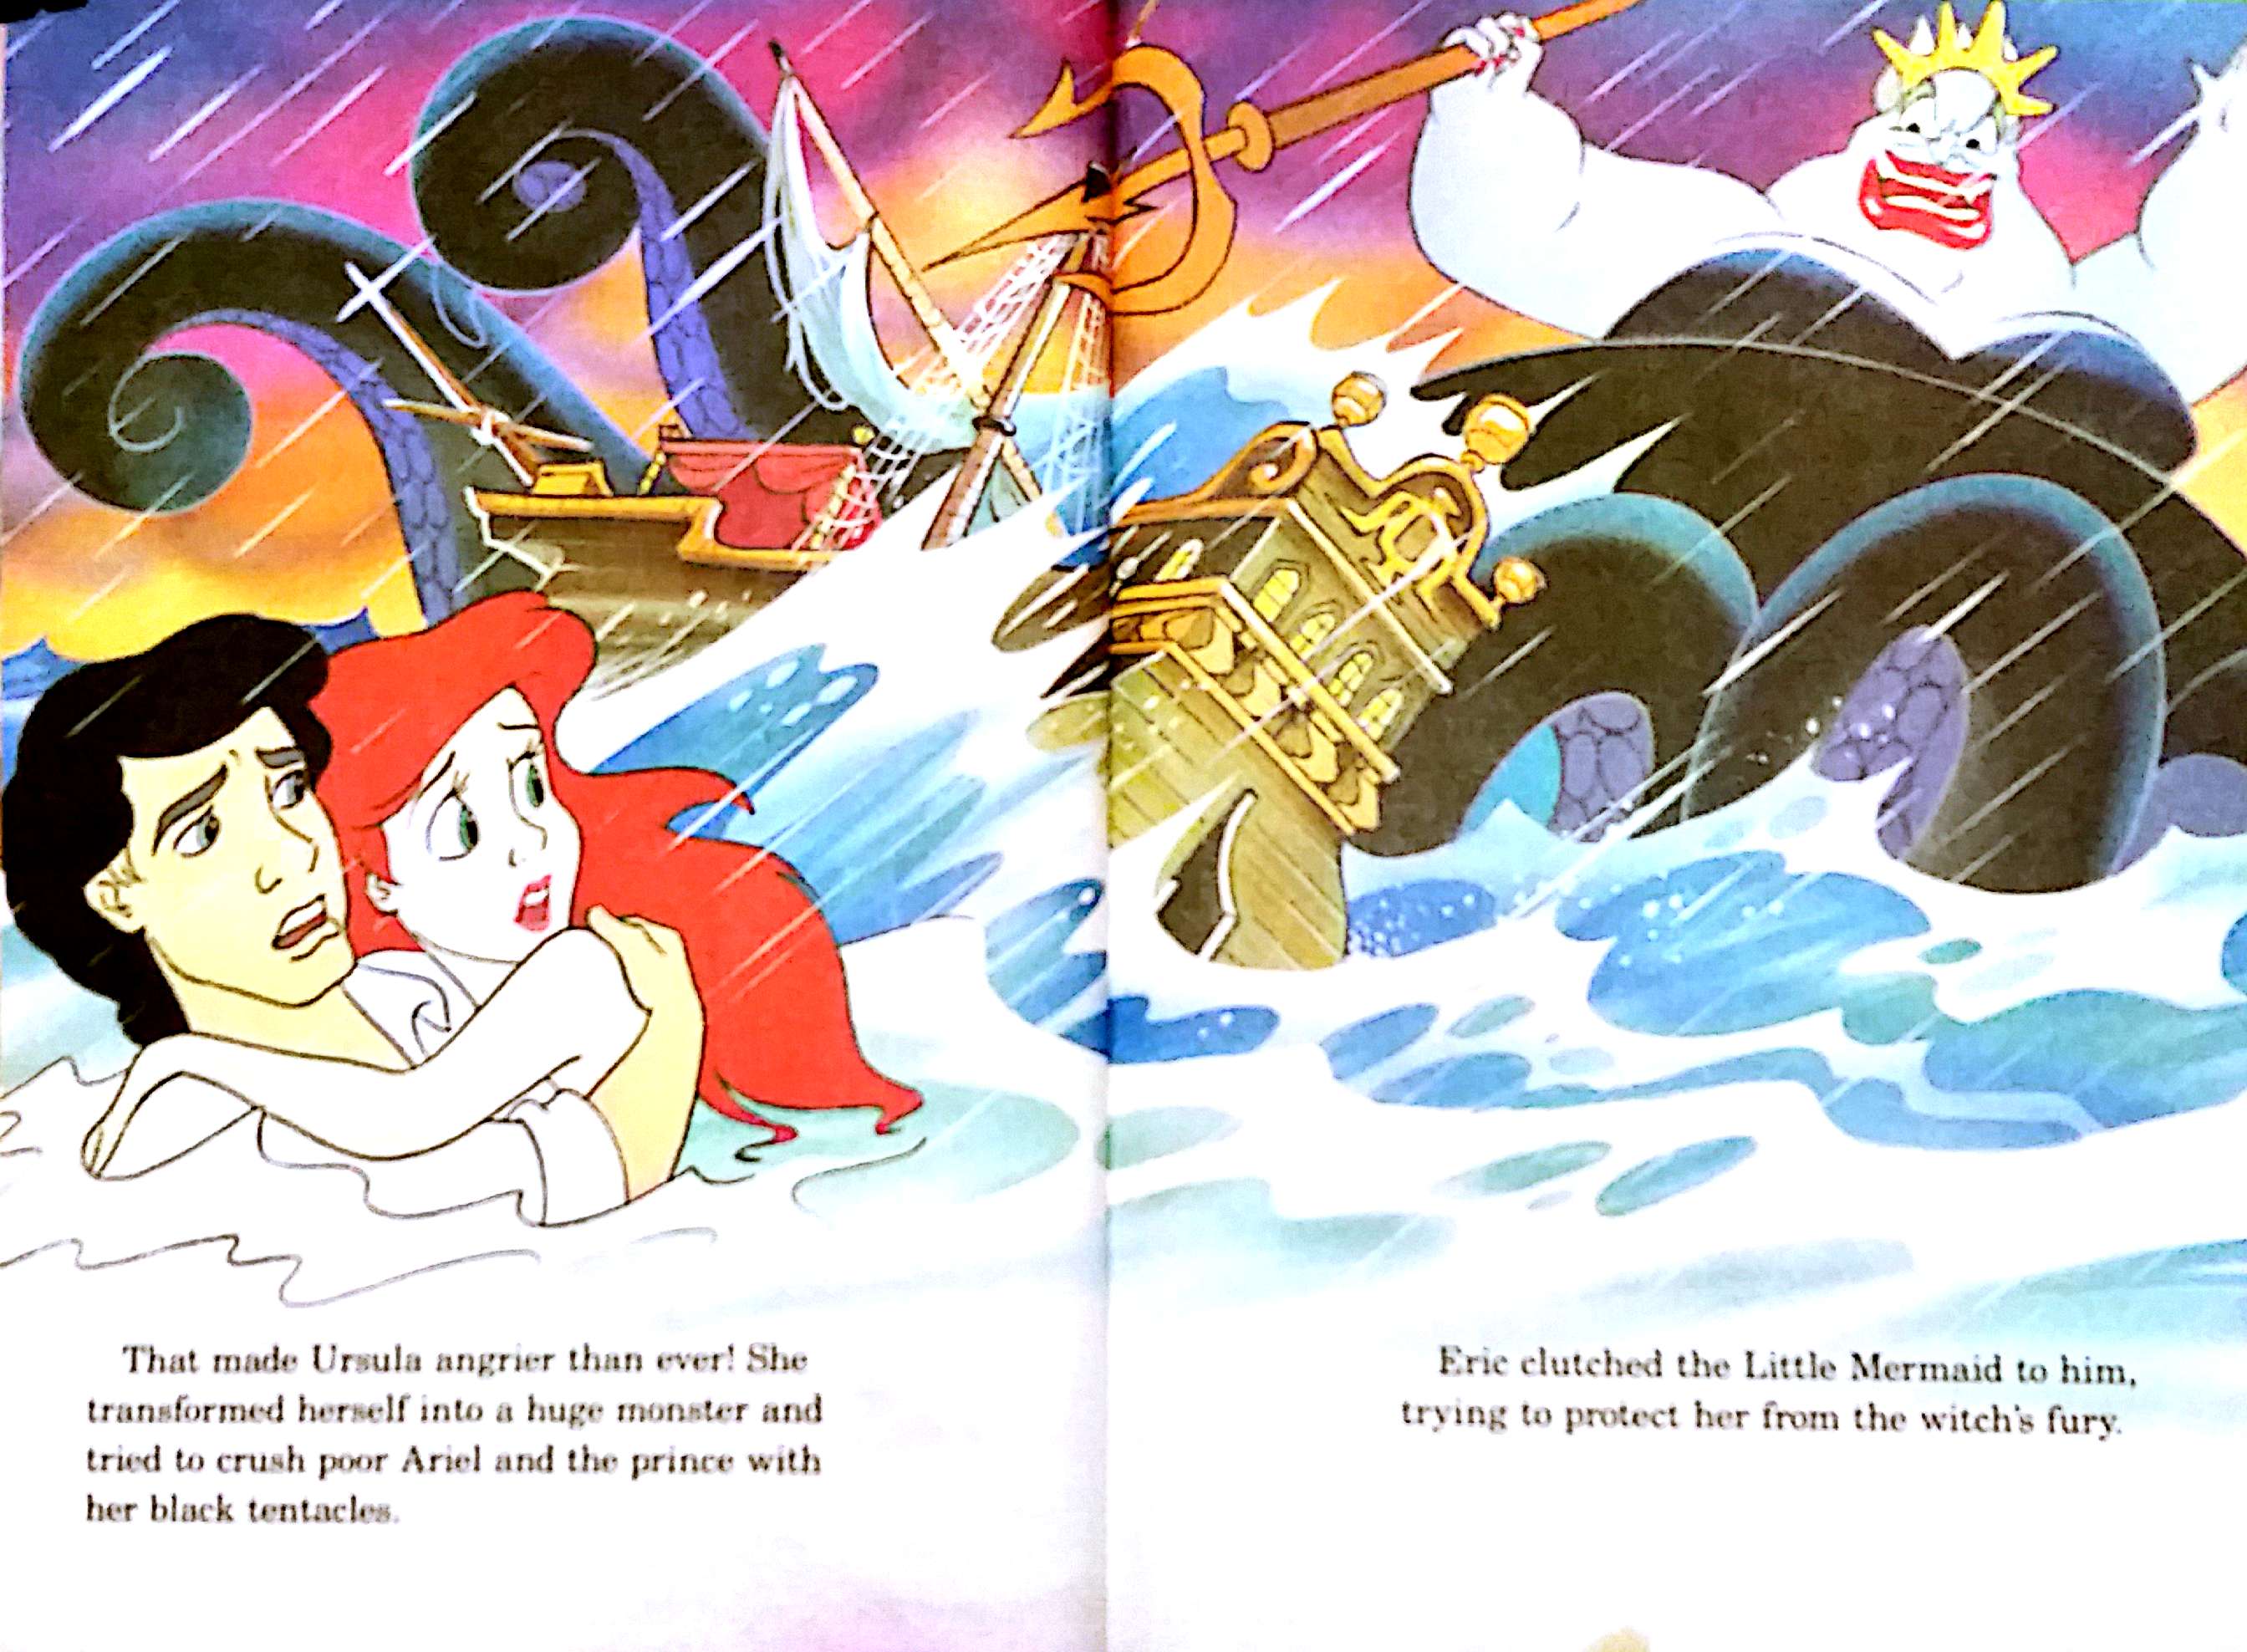 That made Ursula angrier than ever! She
transformed herself into a huge monster and
tried to crush poor Ariel and the prince with
her black tentacles.
Eric clutched the Little Mermaid to him,
trying to protect her from the witch's fury.